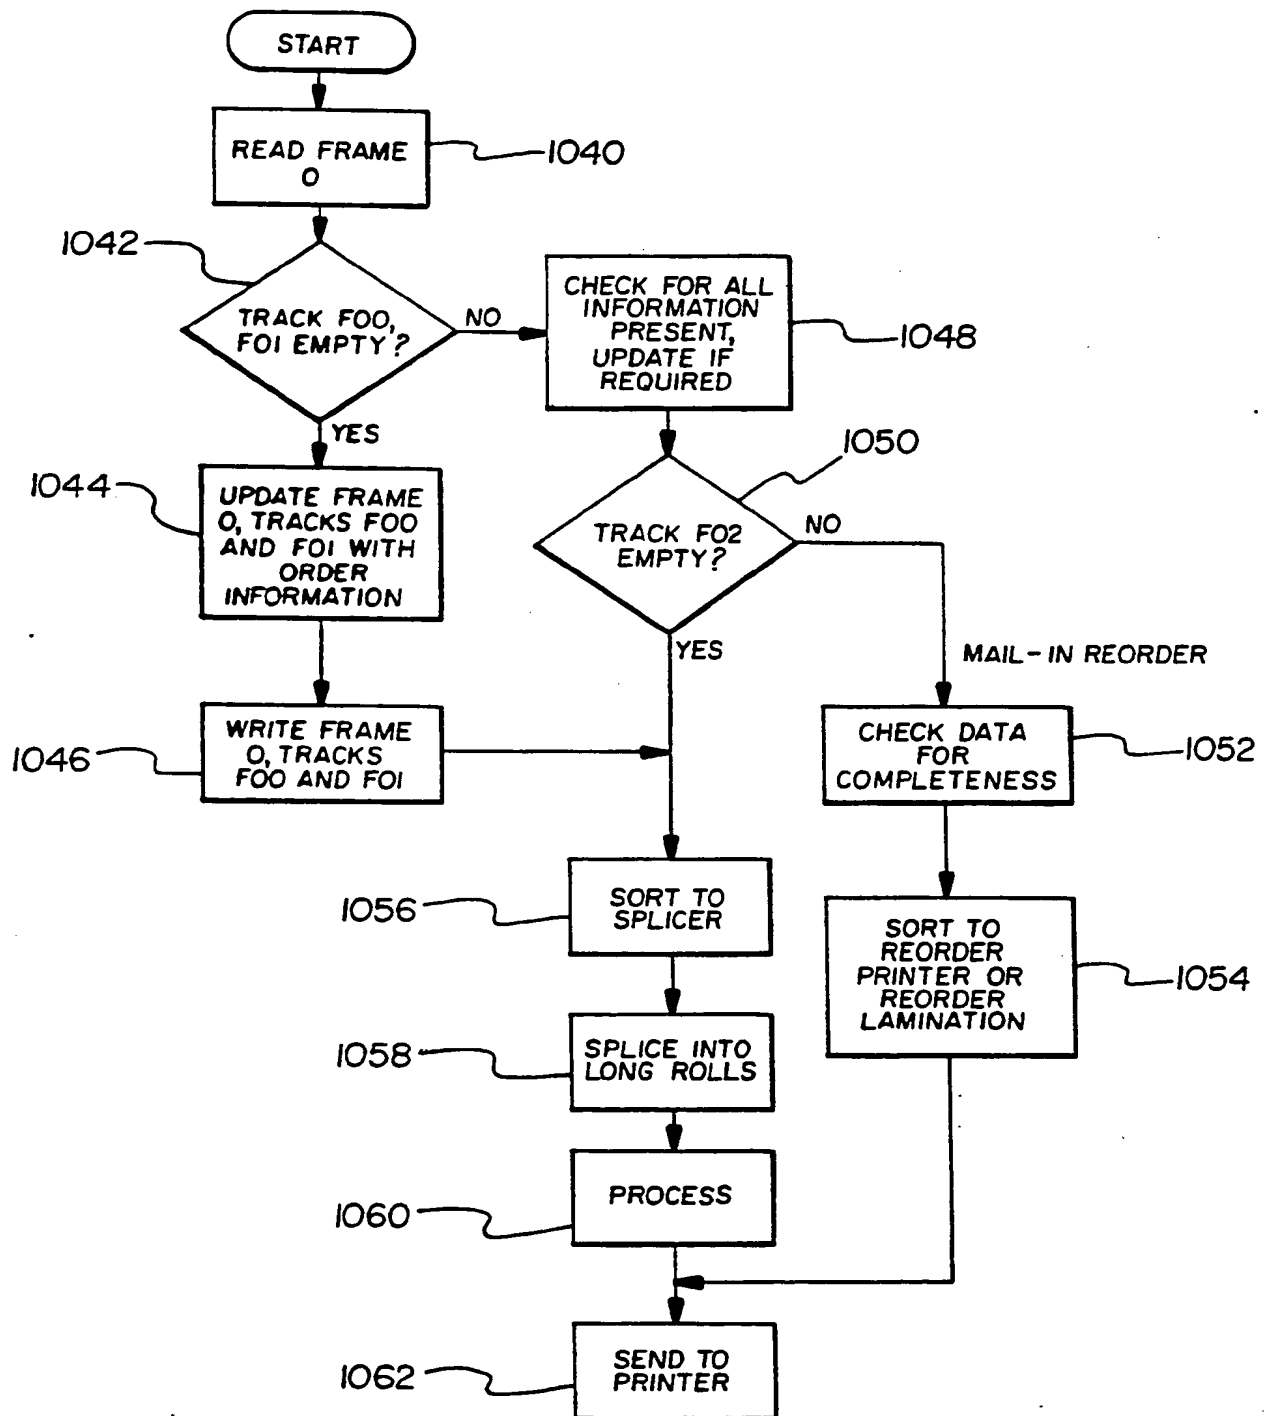 START
READ FRAME
0
1040
1042
TRACK F00,
F01 EMPTY?
NO
CHECK FOR ALL
INFORMATION
PRESENT,
UPDATE IF
REQUIRED
1048
YES
1044
UPDATE FRAME
0, TRACKS F00
AND F01 WITH
ORDER
INFORMATION
1050
TRACK F02
EMPTY?
NO
YES
MAIL-IN REORDER
1046
WRITE FRAME
0, TRACKS
F00 AND F01
CHECK DATA
FOR
COMPLETENESS
1052
1056
SORT TO
SPLICER
SORT TO
REORDER
PRINTER OR
REORDER
LAMINATION
1054
1058
SPLICE INTO
LONG ROLLS
1060
PROCESS
1062
SEND TO
PRINTER